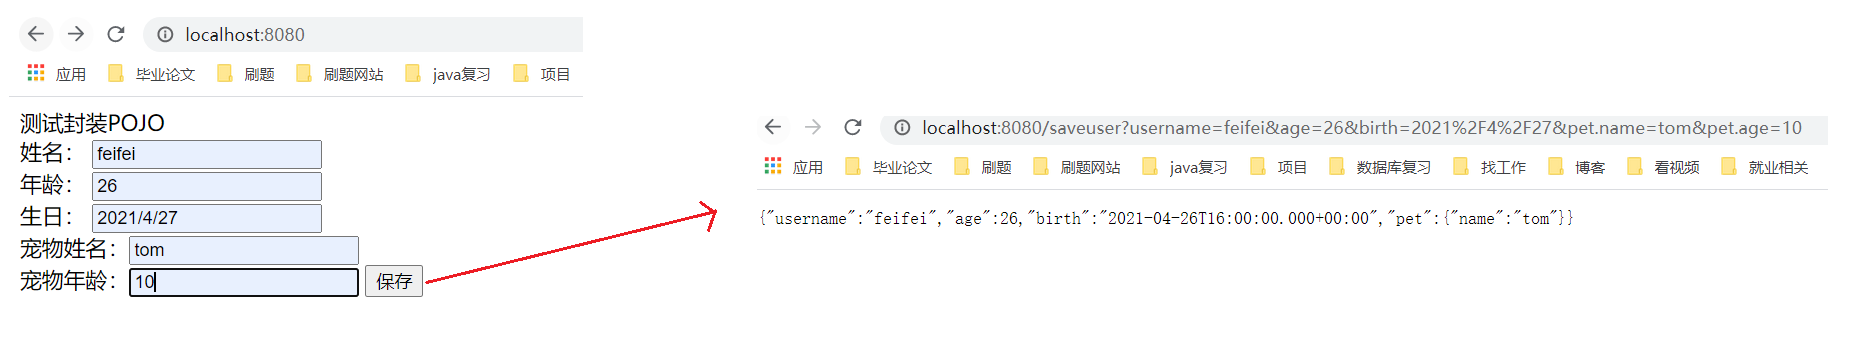 localhost:8080
应用 毕业论文 刷题 刷题网站 java复习 项目
测试封装POJO
姓名： feifei
年龄： 26
生日： 2021/4/27
宠物姓名： tom
宠物年龄： 10 保存
localhost:8080/saveuser?username=feifei&age=26&birth=2021%2F4%2F27&pet.name=tom&pet.age=10
应用 毕业论文 刷题 刷题网站 java复习 项目 数据库复习 找工作 博客 看视频 就业相关
{"username":"feifei","age":26,"birth":"2021-04-26T16:00:00.000+00:00","pet":{"name":"tom"}}